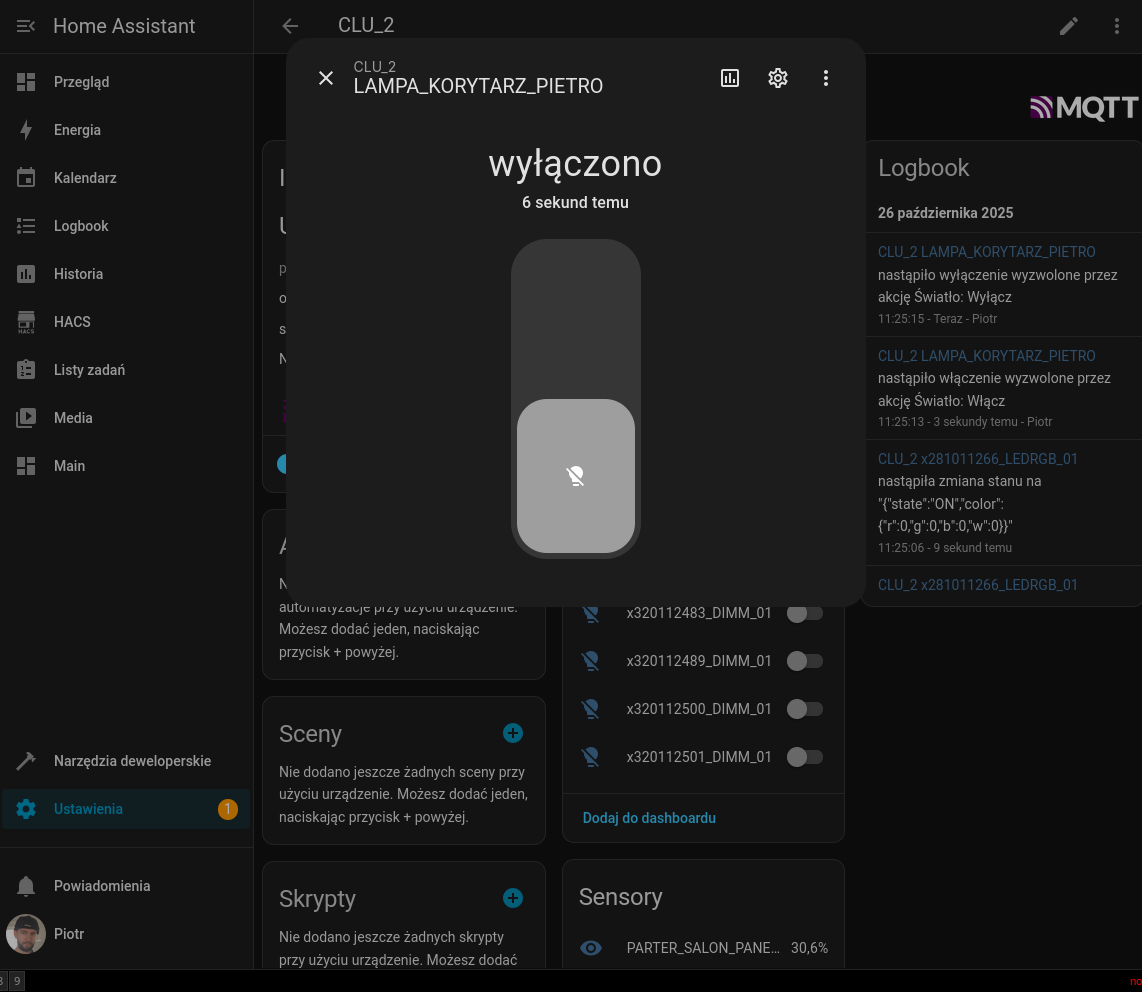 Home Assistant
Przegląd
Energia
Kalendarz
Logbook
Historia
HACS
HACS
Listy zadań
Media
Main
Narzędzia deweloperskie
Ustawienia
1
Powiadomienia
Piotr
9
CLU_2
CLU_2
LAMPA_KORYTARZ_PIETRO
wyłączono
6 sekund temu
MQTT
automatyzacje przy użyciu urządzenie.
Możesz dodać jeden, naciskając
przycisk + powyżej.
Sceny
Nie dodano jeszcze żadnych sceny przy
użyciu urządzenie. Możesz dodać jeden,
naciskając przycisk + powyżej.
Skrypty
Nie dodano jeszcze żadnych skrypty
przy użyciu urządzenie. Możesz dodać
x320112483_DIMM_01
x320112489_DIMM_01
x320112500_DIMM_01
x320112501_DIMM_01
Dodaj do dashboardu
Sensory
PARTER_SALON_PANE... 30,6%
Logbook
26 października 2025
CLU_2 LAMPA_KORYTARZ_PIETRO
nastąpiło wyłączenie wyzwolone przez
akcję Światło: Wyłącz
11:25:15 - Teraz - Piotr
CLU_2 LAMPA_KORYTARZ_PIETRO
nastąpiło włączenie wyzwolone przez
akcję Światło: Włącz
11:25:13 - 3 sekundy temu - Piotr
CLU_2 x281011266_LEDRGB_01
nastąpiła zmiana stanu na
"{"state":"ON","color":
{"r":0,"g":0,"b":0,"w":0}}"
11:25:06 - 9 sekund temu
CLU_2 x281011266_LEDRGB_01